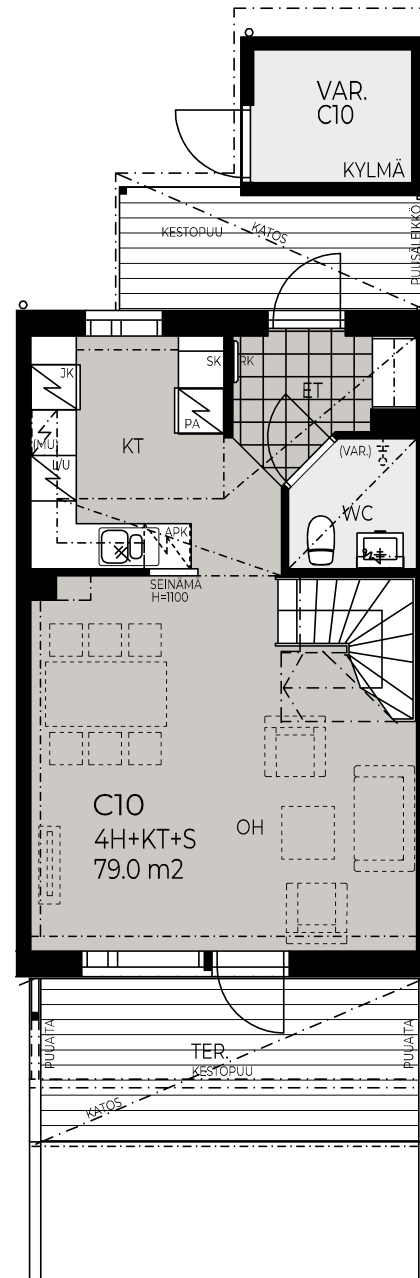 VAR.
C10
KYLMÄ
KATOS
KESTOPUU
PUUSÄLEIKKÖ
JK
SK
RK
ET
PA
KT
(MU)
L/U
(VAR.)
WC
APK
SEINÄMÄ
H=1100
C10
4H+KT+S
79.0 m2
OH
PUUAITA
PUUAITA
TER.
KESTOPUU
KATOS